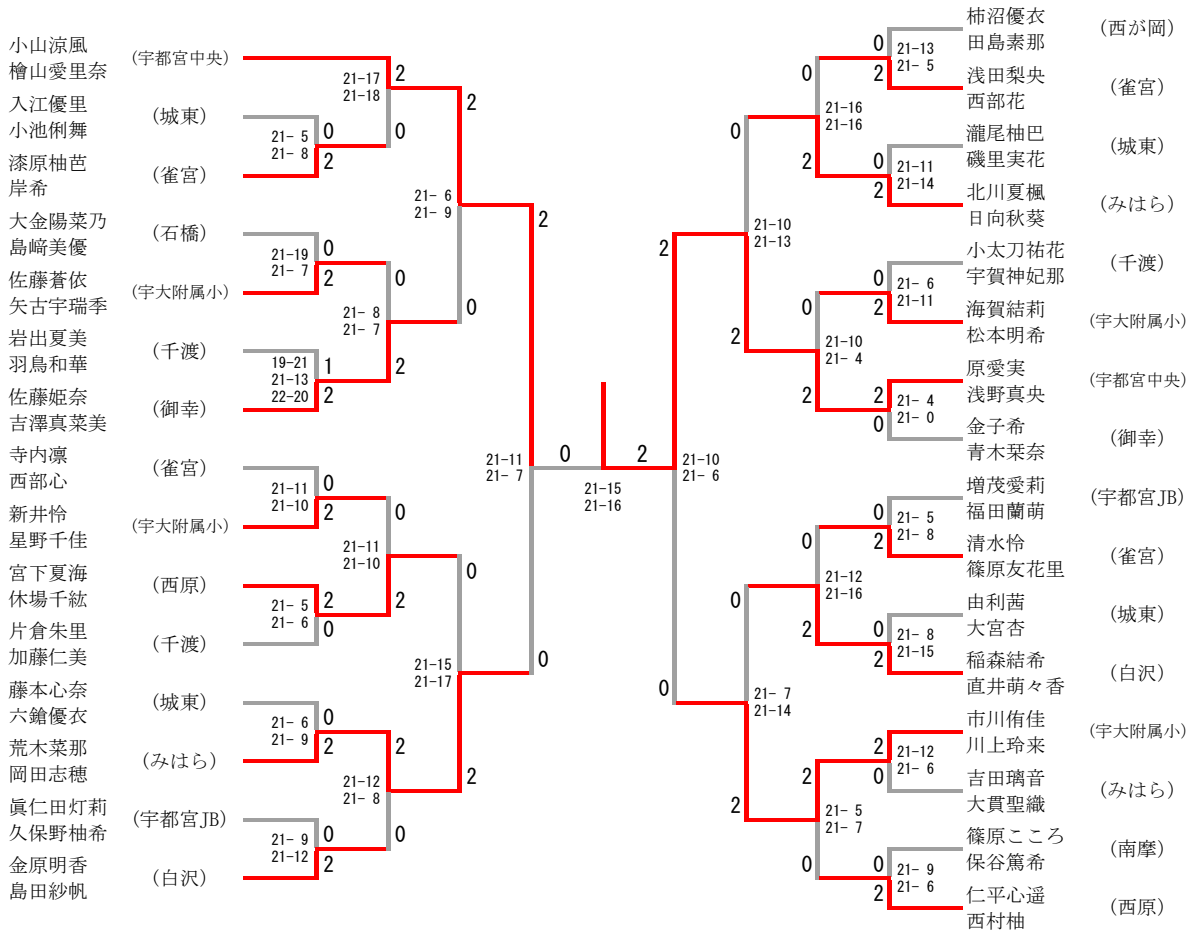 小山涼風
檜山愛里奈
(宇都宮中央)
入江優里
小池俐舞
(城東)
漆原柚芭
岸希
(雀宮)
大金陽菜乃
島﨑美優
(石橋)
佐藤蒼依
矢古宇瑞季
(宇大附属小)
岩出夏美
羽鳥和華
(千渡)
佐藤姫奈
吉澤真菜美
(御幸)
寺内凛
西部心
(雀宮)
新井怜
星野千佳
(宇大附属小)
宮下夏海
休場千紘
(西原)
片倉朱里
加藤仁美
(千渡)
藤本心奈
六鎗優衣
(城東)
荒木菜那
岡田志穂
(みはら)
眞仁田灯莉
久保野柚希
(宇都宮JB)
金原明香
島田紗帆
(白沢)
21- 5
21- 8
0
2
21-19
21- 7
0
2
19-21
21-13
22-20
1
2
21-11
21-10
0
2
21- 5
21- 6
2
0
21- 6
21- 9
0
2
21- 9
21-12
0
2
21-17
21-18
2
0
21- 8
21- 7
0
2
21-11
21-10
0
2
21-12
21- 8
2
0
21- 6
21- 9
2
0
21-15
21-17
0
2
21-11
21- 7
2
0
0
2
21-15
21-16
21-10
21- 6
2
0
21-10
21-13
0
2
21- 7
21-14
0
2
21-16
21-16
0
2
21-10
21- 4
0
2
21-12
21-16
0
2
21- 5
21- 7
2
0
21-13
21- 5
0
2
21-11
21-14
0
2
21- 6
21-11
0
2
21- 4
21- 0
2
0
21- 5
21- 8
0
2
21- 8
21-15
0
2
21-12
21- 6
2
0
21- 9
21- 6
0
2
柿沼優衣
田島素那
(西が岡)
浅田梨央
西部花
(雀宮)
瀧尾柚巴
磯里実花
(城東)
北川夏楓
日向秋葵
(みはら)
小太刀祐花
宇賀神妃那
(千渡)
海賀結莉
松本明希
(宇大附属小)
原愛実
浅野真央
(宇都宮中央)
金子希
青木栞奈
(御幸)
増茂愛莉
福田蘭萌
(宇都宮JB)
清水怜
篠原友花里
(雀宮)
由利茜
大宮杏
(城東)
稲森結希
直井萌々香
(白沢)
市川侑佳
川上玲来
(宇大附属小)
吉田璃音
大貫聖織
(みはら)
篠原こころ
保谷篤希
(南摩)
仁平心遥
西村柚
(西原)